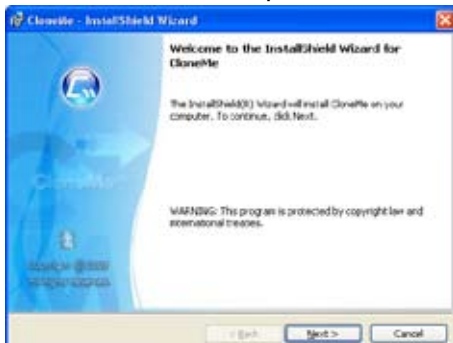 CloneMe - InstallShield Wizard
Welcome to the InstallShield Wizard for
CloneMe
The InstallShield(R) Wizard will install CloneMe on your
computer. To continue, click Next.
CloneMe
WARNING: This program is protected by copyright law and
international treaties.
< Back
Next >
Cancel